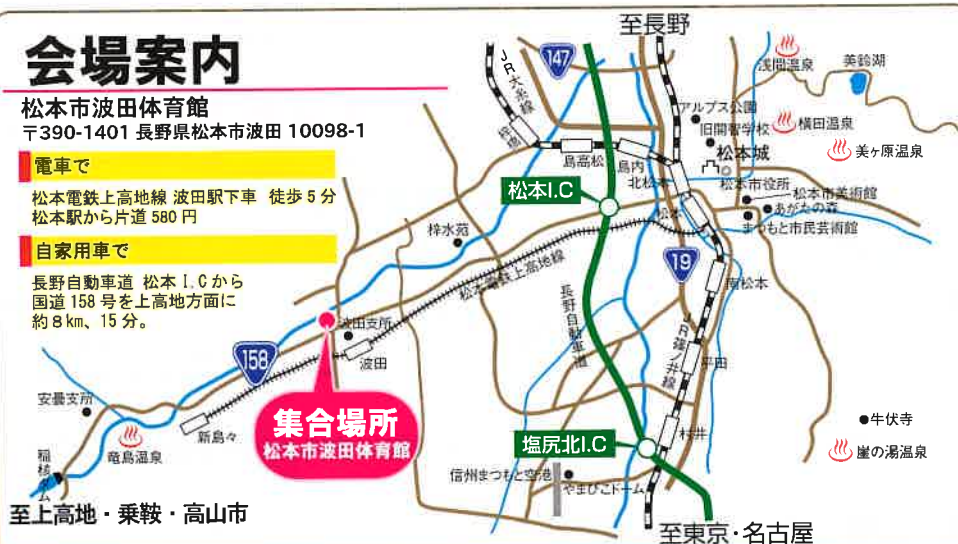 会場案内
松本市波田体育館
〒390-1401 長野県松本市波田 10098-1
電車で
松本電鉄上高地線 波田駅下車 徒歩5分
松本駅から片道 580 円
自家用車で
長野自動車道 松本 I.Cから
国道 158 号を上高地方面に
約8km、15分。
至長野
147
JR大糸線
梓橋
島高松
島内
北松本
松本
浅間温泉
美鈴湖
アルプス公園
旧開智学校
横田温泉
松本城
美ヶ原温泉
松本市役所
松本市美術館
あがたの森
まつもと市民芸術館
松本I.C
梓水苑
松本電鉄上高地線
19
南松本
長野自動車道
JR篠ノ井線
平田
波田支所
波田
158
集合場所
松本市波田体育館
安曇支所
新島々
竜島温泉
稲核ダム
至上高地・乗鞍・高山市
村井
塩尻北I.C
信州まつもと空港
やまびこドーム
牛伏寺
崖の湯温泉
至東京・名古屋